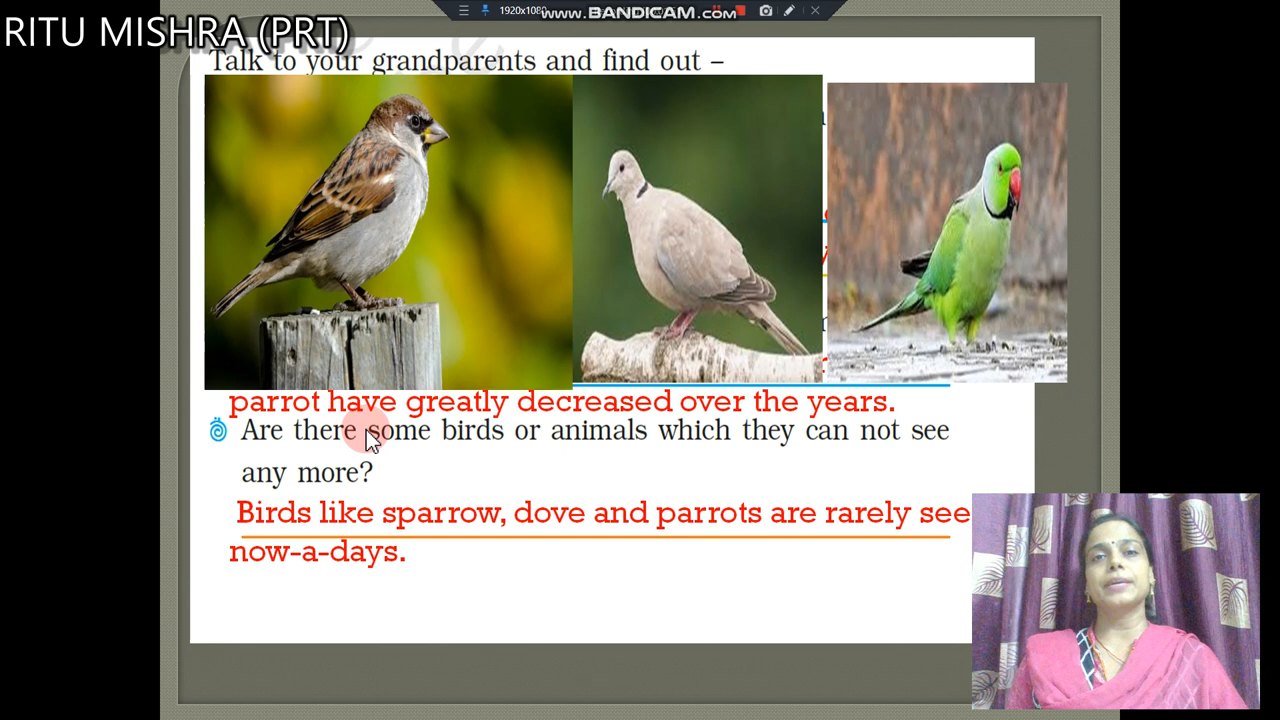 1920x1080
www.BANDICAM.com
RITU MISHRA (PRT)
Talk to your grandparents and find out –
parrot have greatly decreased over the years.
Are there some birds or animals which they can not see
any more?
Birds like sparrow, dove and parrots are rarely see
now-a-days.